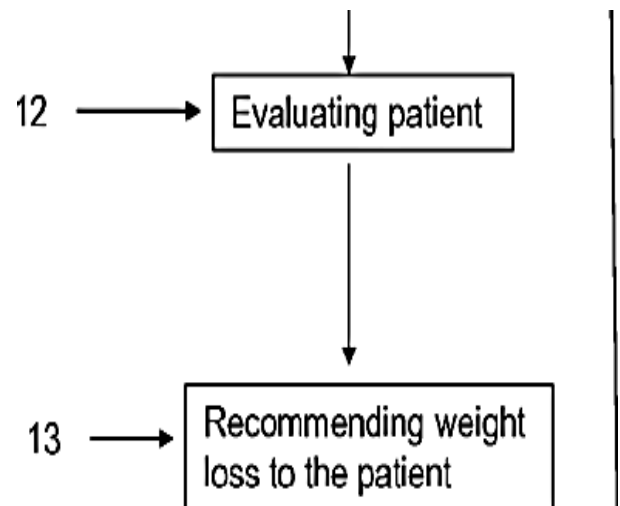 12
Evaluating patient
13
Recommending weight
loss to the patient